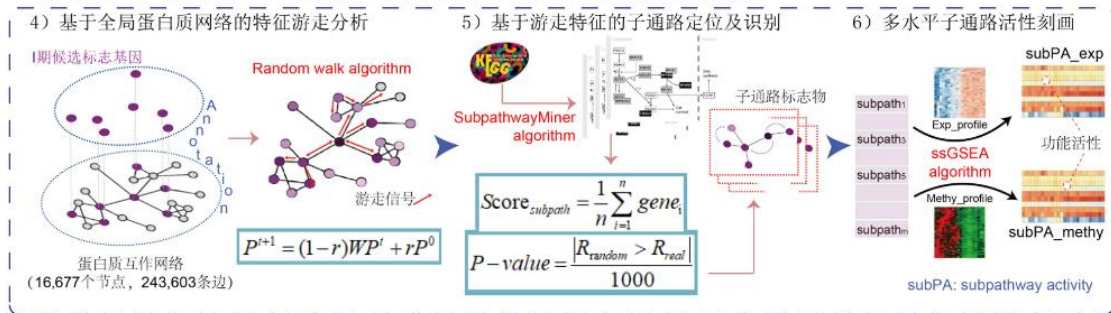 4）基于全局蛋白质网络的特征游走分析
I期候选标志基因
Annotation
Random walk algorithm
游走信号
P^{t+1} = (1-r)WP^t + rP^0
蛋白质互作网络
(16,677个节点，243,603条边)
5）基于游走特征的子通路定位及识别
KEGG
SubpathwayMiner
algorithm
子通路标志物
Score_{subpath} = \frac{1}{n} \sum_{i=1}^{n} gene_i
P-value = \frac{|R_{random} > R_{real}|}{1000}
6）多水平子通路活性刻画
subpath₁
subpath₃
subpath₅
subpathₘ
Exp_profile
ssGSEA
algorithm
Methy_profile
subPA_exp
功能活性
subPA_methy
subPA: subpathway activity